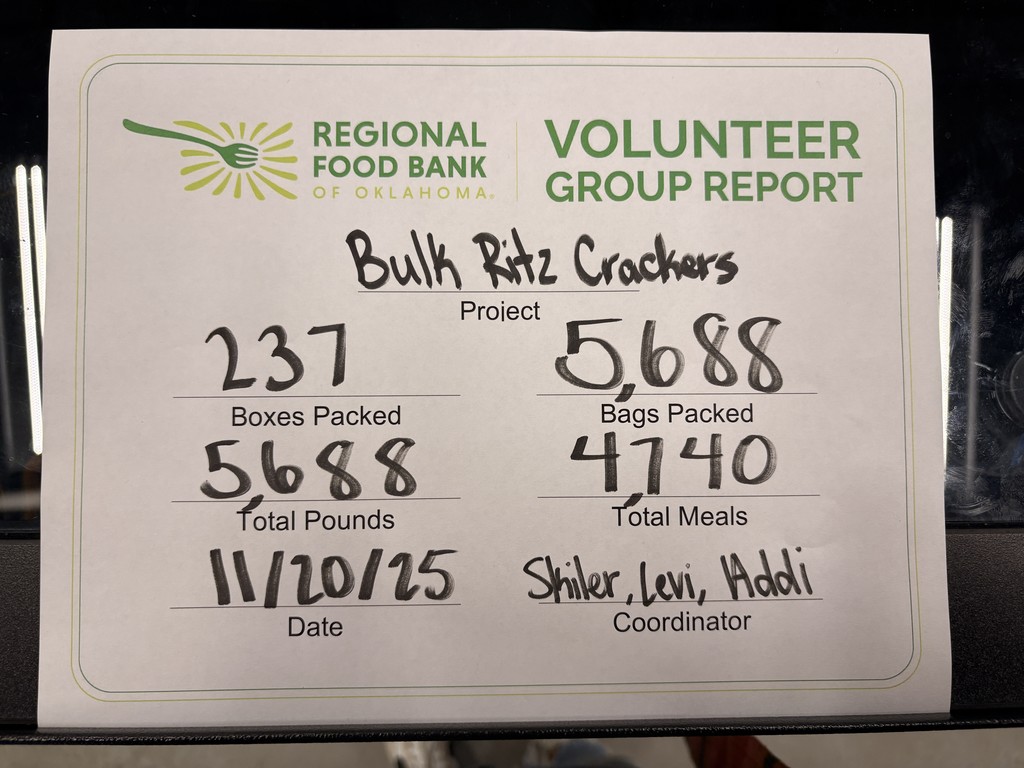 REGIONAL
FOOD BANK
OF OKLAHOMA®
VOLUNTEER
GROUP REPORT
Bulk Ritz Crackers
Project
237
Boxes Packed
5,688
Bags Packed
5,688
Total Pounds
4,740
Total Meals
11/20/25
Date
Shiler, Levi, Addi
Coordinator